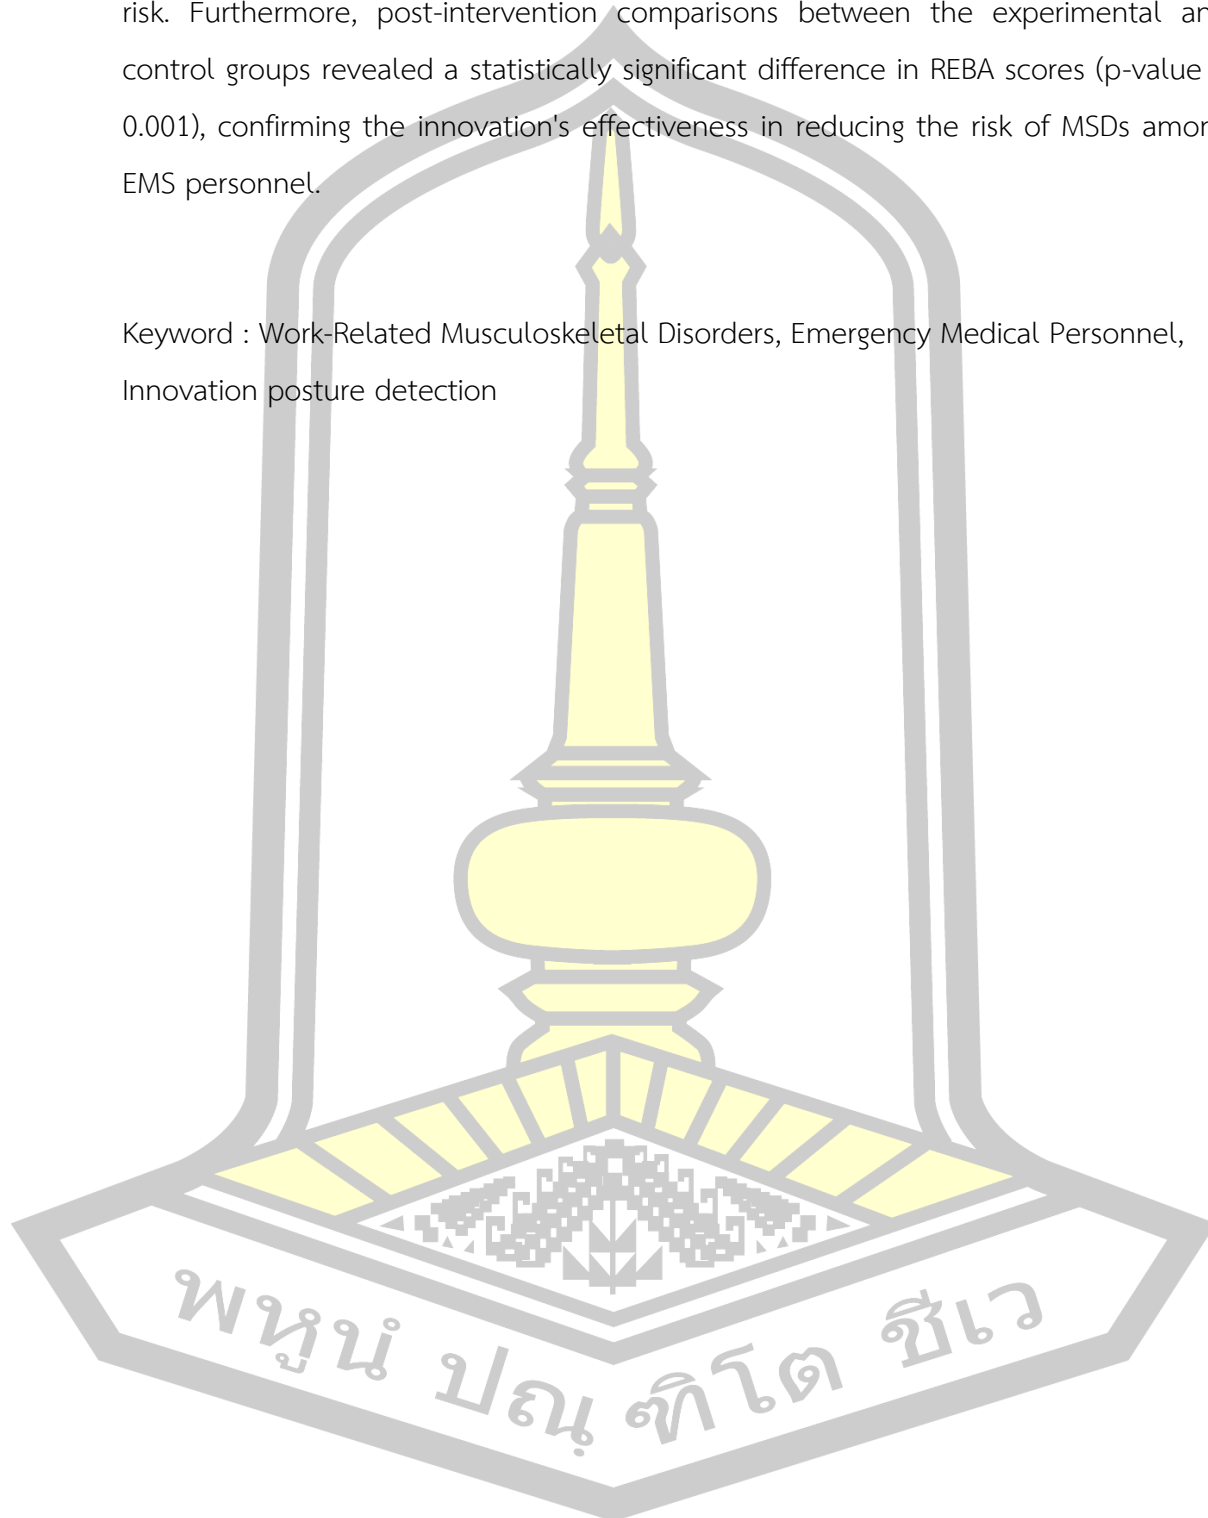 risk. Furthermore, post-intervention comparisons between the experimental an
control groups revealed a statistically significant difference in REBA scores (p-value
0.001), confirming the innovation's effectiveness in reducing the risk of MSDs amon
EMS personnel.
Keyword : Work-Related Musculoskeletal Disorders, Emergency Medical Personnel,
Innovation posture detection
พหูนํ ปณฺฑิโต ชีเว